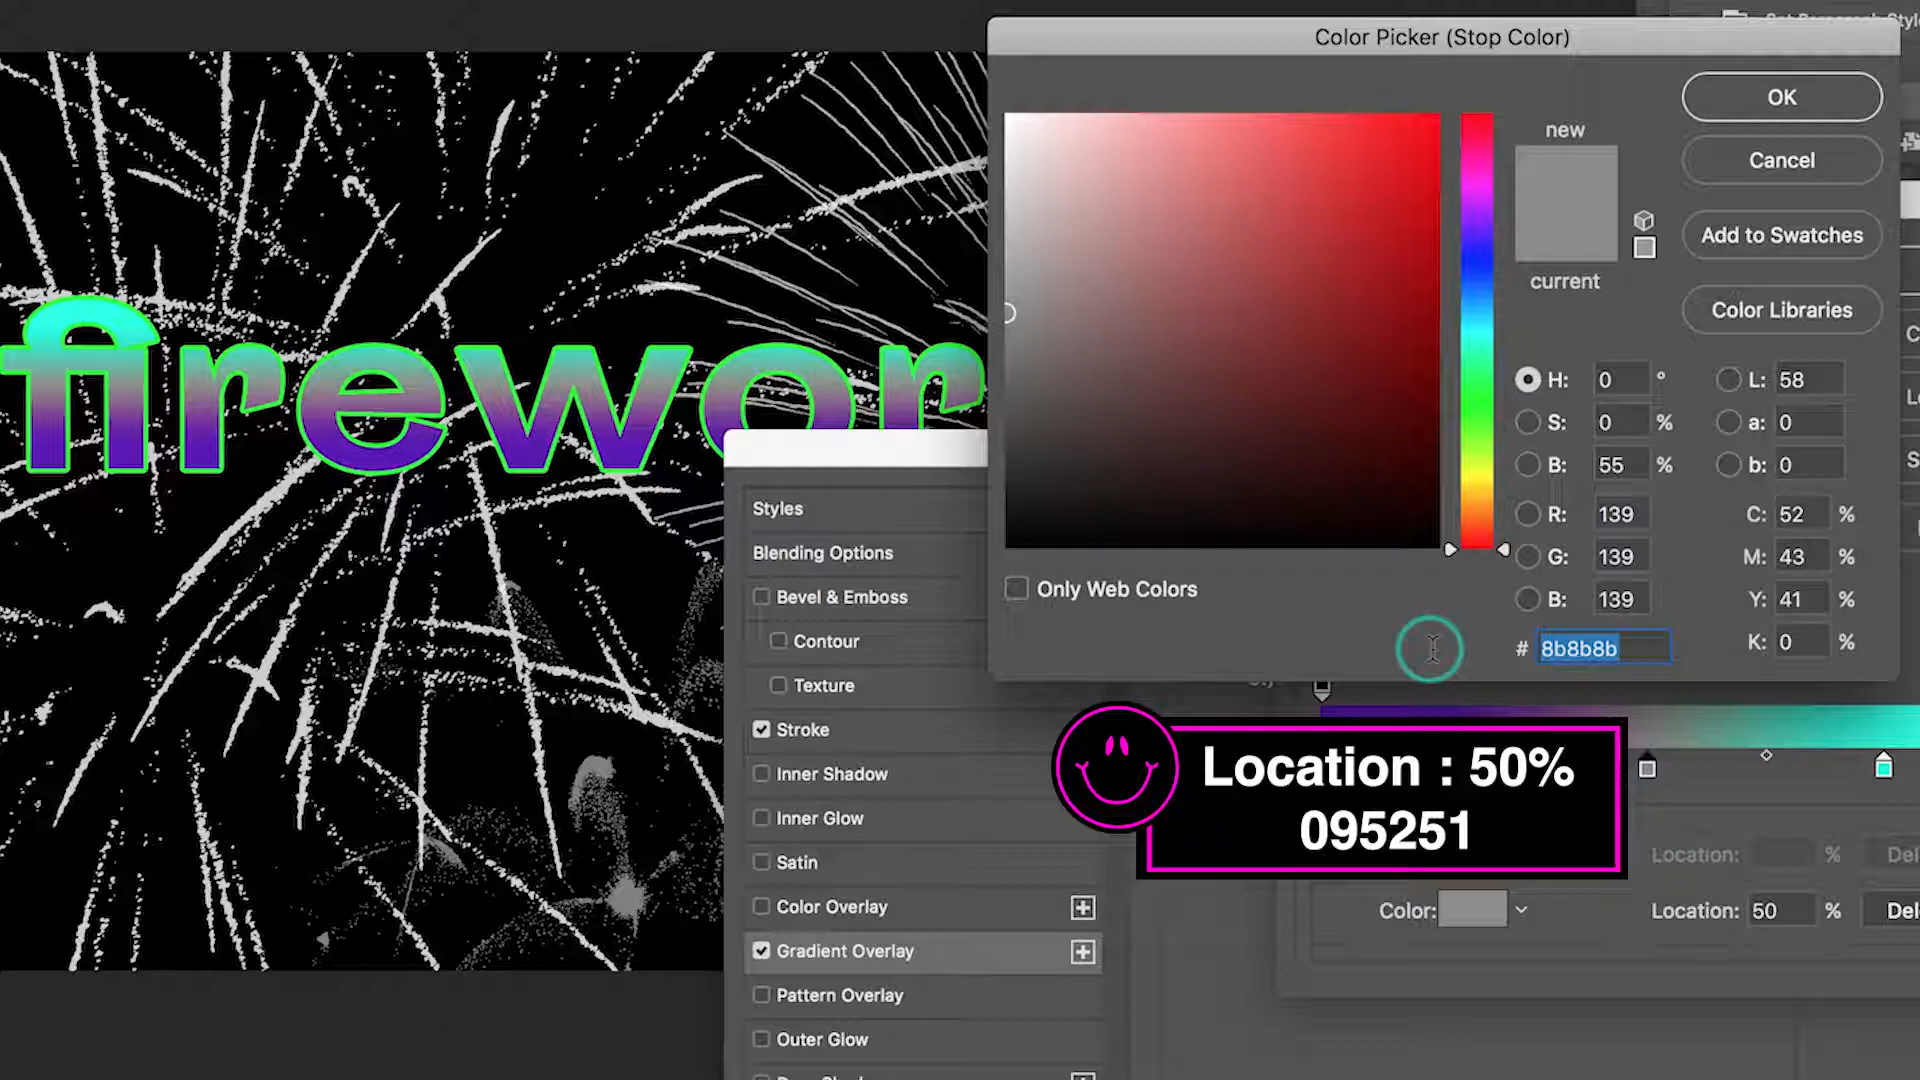 Color Picker (Stop Color)
OK
new
Cancel
Add to Swatches
current
Color Libraries
H: 0 °
L: 58
S: 0 %
a: 0
B: 55 %
b: 0
R: 139
C: 52 %
G: 139
M: 43 %
B: 139
Y: 41 %
# 8b8b8b
K: 0 %
Only Web Colors
firewor
Styles
Blending Options
Bevel & Emboss
Contour
Texture
Stroke
Inner Shadow
Inner Glow
Satin
Color Overlay
Gradient Overlay
Pattern Overlay
Outer Glow
Location : 50%
095251
Location: %
Del
Color:
Location: 50 %
Del